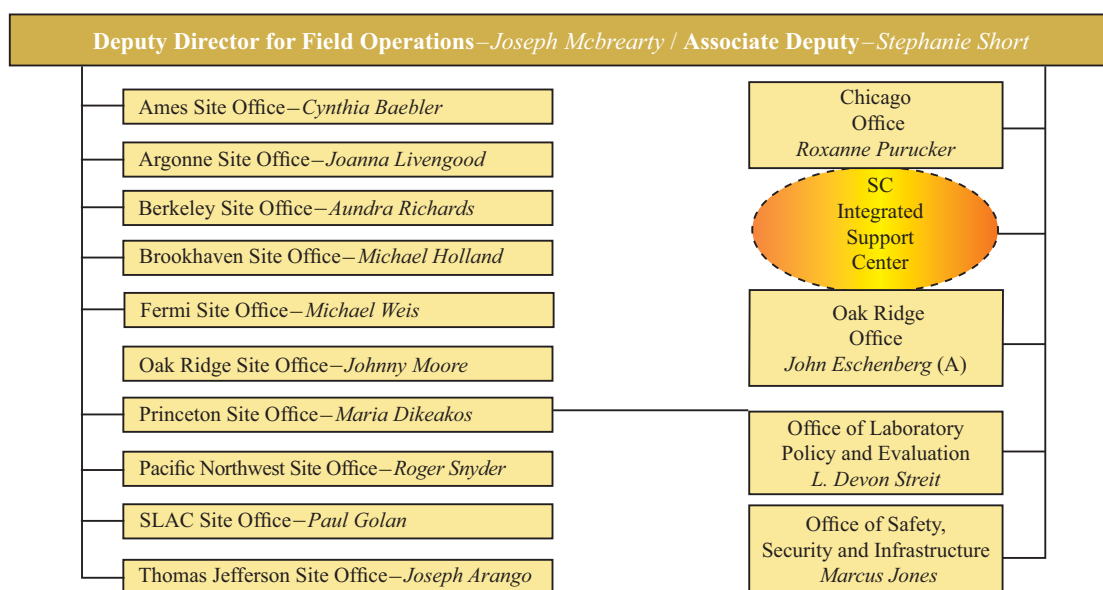 Deputy Director for Field Operations–Joseph Mcbrearty / Associate Deputy–Stephanie Short
Ames Site Office–Cynthia Baebler
Argonne Site Office–Joanna Livengood
Berkeley Site Office–Aundra Richards
Brookhaven Site Office–Michael Holland
Fermi Site Office–Michael Weis
Oak Ridge Site Office–Johnny Moore
Princeton Site Office–Maria Dikeakos
Pacific Northwest Site Office–Roger Snyder
SLAC Site Office–Paul Golan
Thomas Jefferson Site Office–Joseph Arango
Chicago
Office
Roxanne Purucker
SC
Integrated
Support
Center
Oak Ridge
Office
John Eschenberg (A)
Office of Laboratory
Policy and Evaluation
L. Devon Streit
Office of Safety,
Security and Infrastructure
Marcus Jones